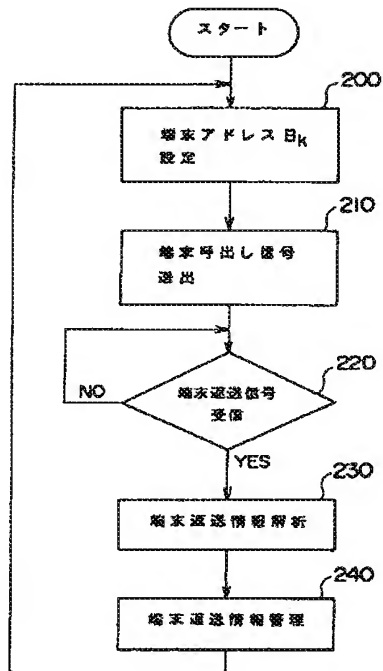 スタート
200
端末アドレスBk
設定
210
端末呼出し信号
送出
220
端末返送信号
受信
NO
YES
230
端末返送情報解析
240
端末返送情報管理